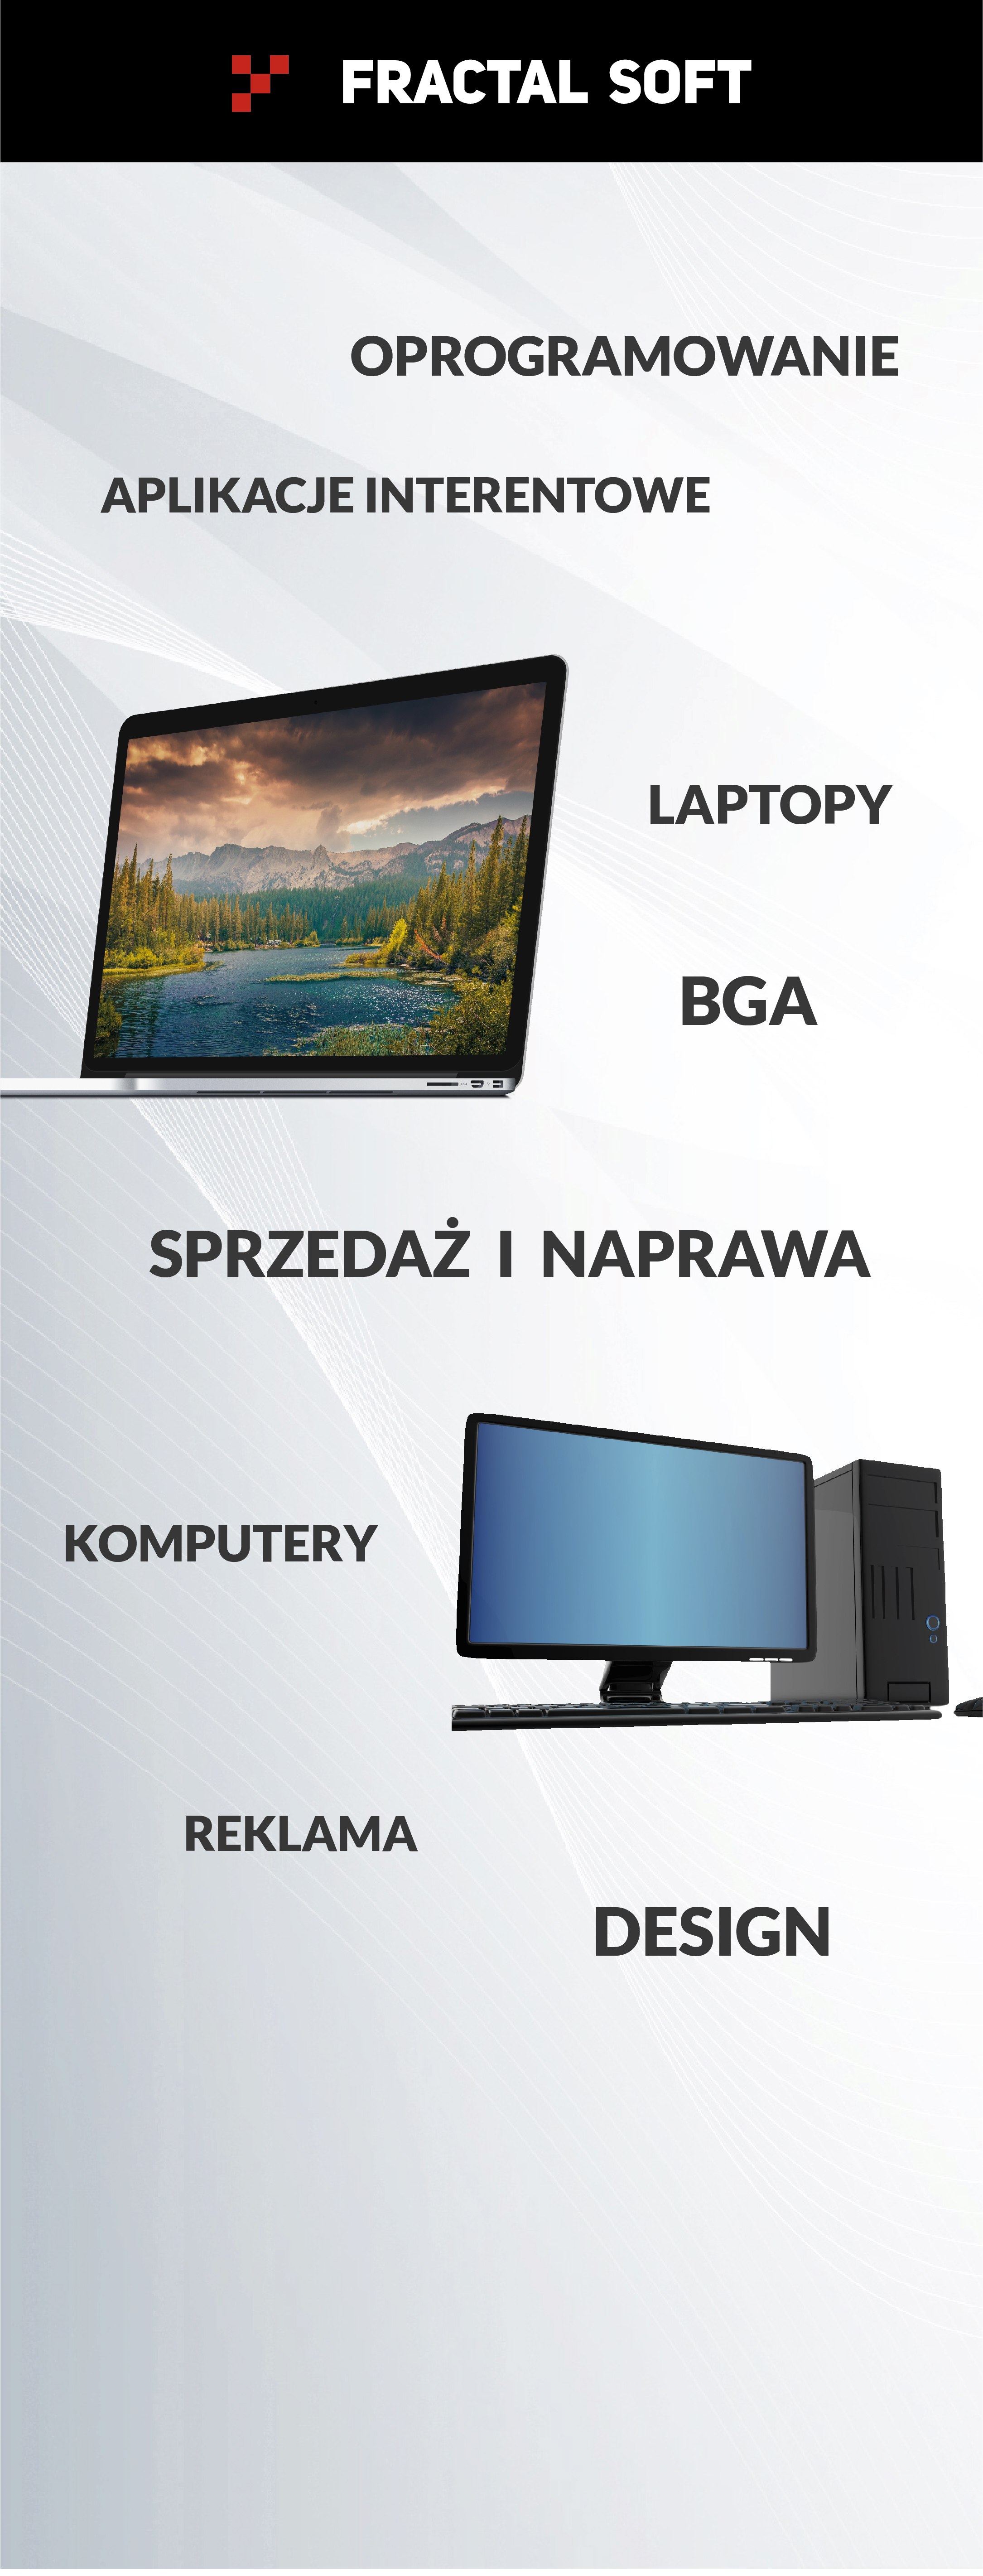 FRACTAL SOFT
OPROGRAMOWANIE
APLIKACJE INTERENTOWE
LAPTOPY
BGA
SPRZEDAŻ I NAPRAWA
KOMPUTERY
REKLAMA
DESIGN